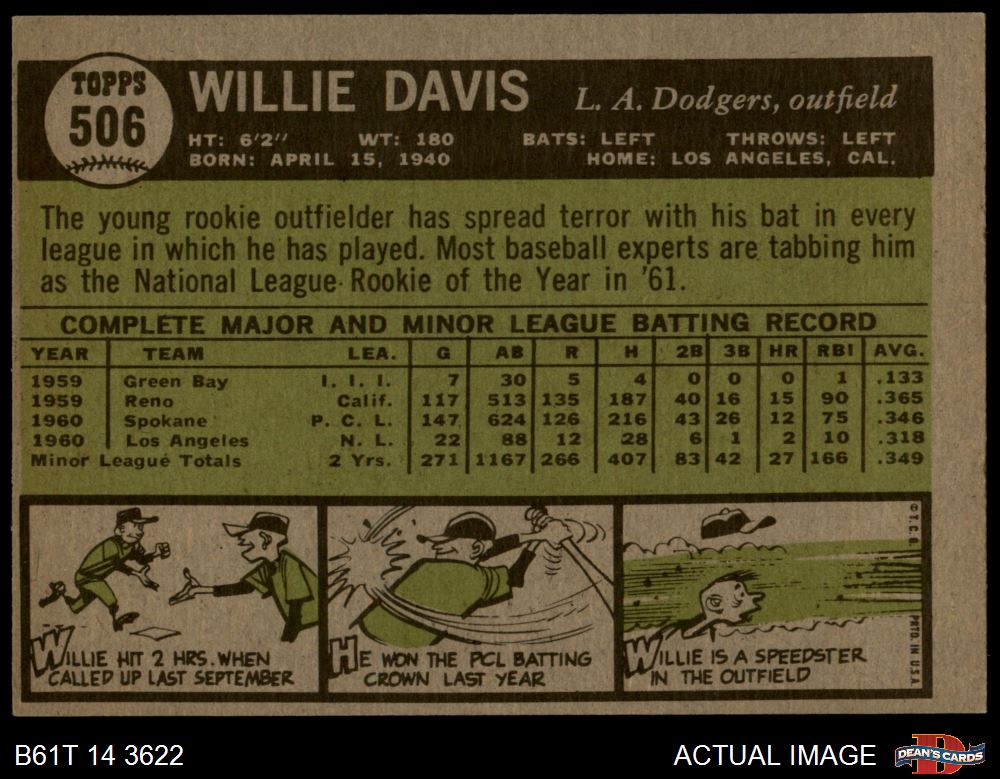 TOPPS
506
WILLIE DAVIS
L. A. Dodgers, outfield
HT: 6'2" WT: 180 BATS: LEFT THROWS: LEFT
BORN: APRIL 15, 1940 HOME: LOS ANGELES, CAL.
The young rookie outfielder has spread terror with his bat in every
league in which he has played. Most baseball experts are tabbing him
as the National League Rookie of the Year in '61.
COMPLETE MAJOR AND MINOR LEAGUE BATTING RECORD
YEAR TEAM LEA. G AB R H 2B 3B HR RBI AVG.
1959 Green Bay I. I. I. 7 30 5 4 0 0 0 1 .133
1959 Reno Calif. 117 513 135 187 40 16 15 90 .365
1960 Spokane P. C. L. 147 624 126 216 43 26 12 75 .346
1960 Los Angeles N. L. 22 88 12 28 6 1 2 10 .318
Minor League Totals 2 Yrs. 271 1167 266 407 83 42 27 166 .349
WILLIE HIT 2 HRS. WHEN
CALLED UP LAST SEPTEMBER
HE WON THE PCL BATTING
CROWN LAST YEAR
WILLIE IS A SPEEDSTER
IN THE OUTFIELD
© T. C. G.
PRTD. IN U.S.A.
B61T 14 3622
ACTUAL IMAGE
D
DEAN'S CARDS